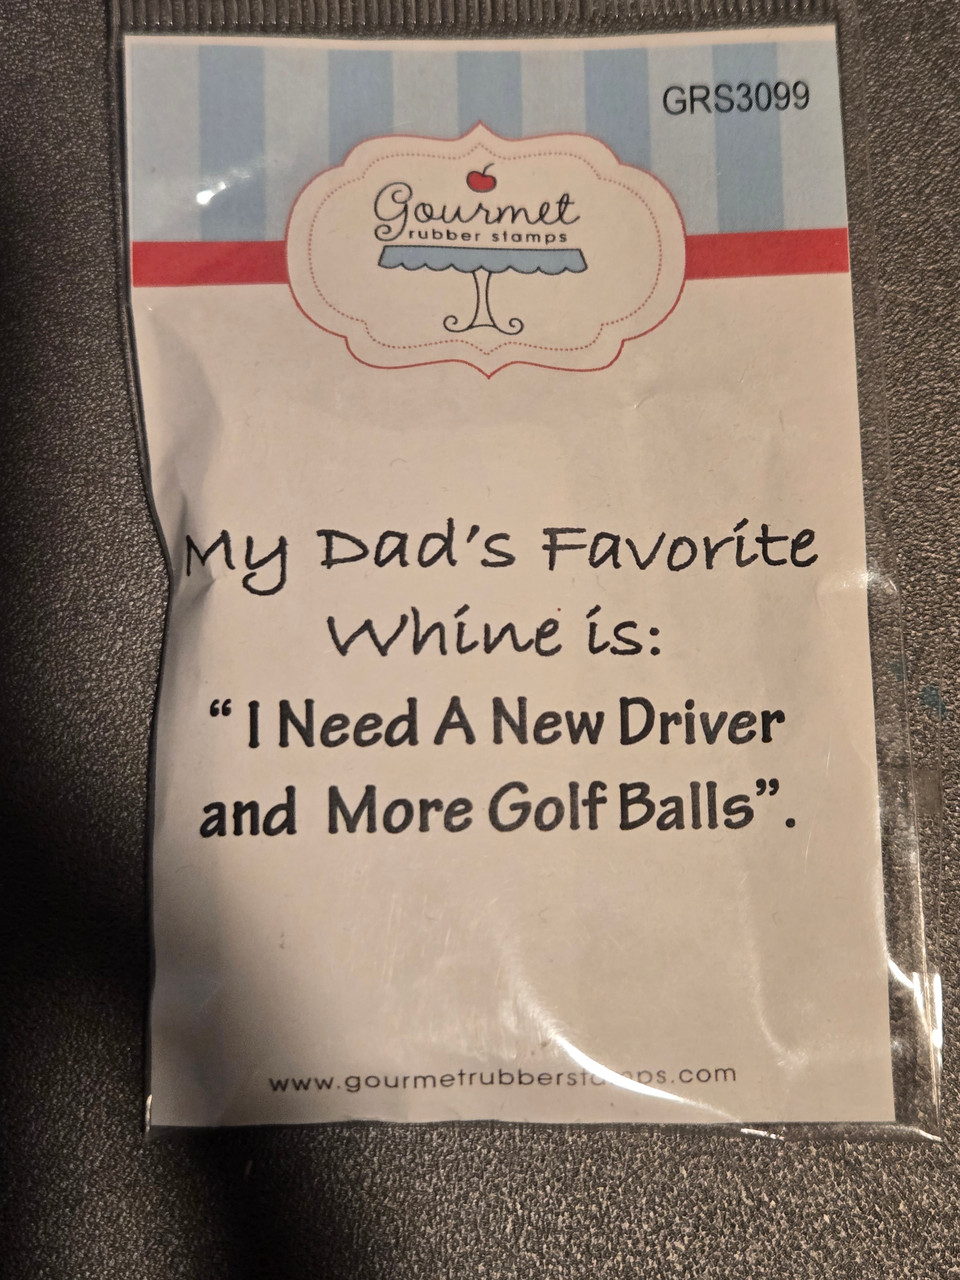 GRS3099
Gourmet
rubber stamps
My Dad's Favorite
Whine is:
“ I Need A New Driver
and More Golf Balls”.
www.gourmetrubberstamps.com